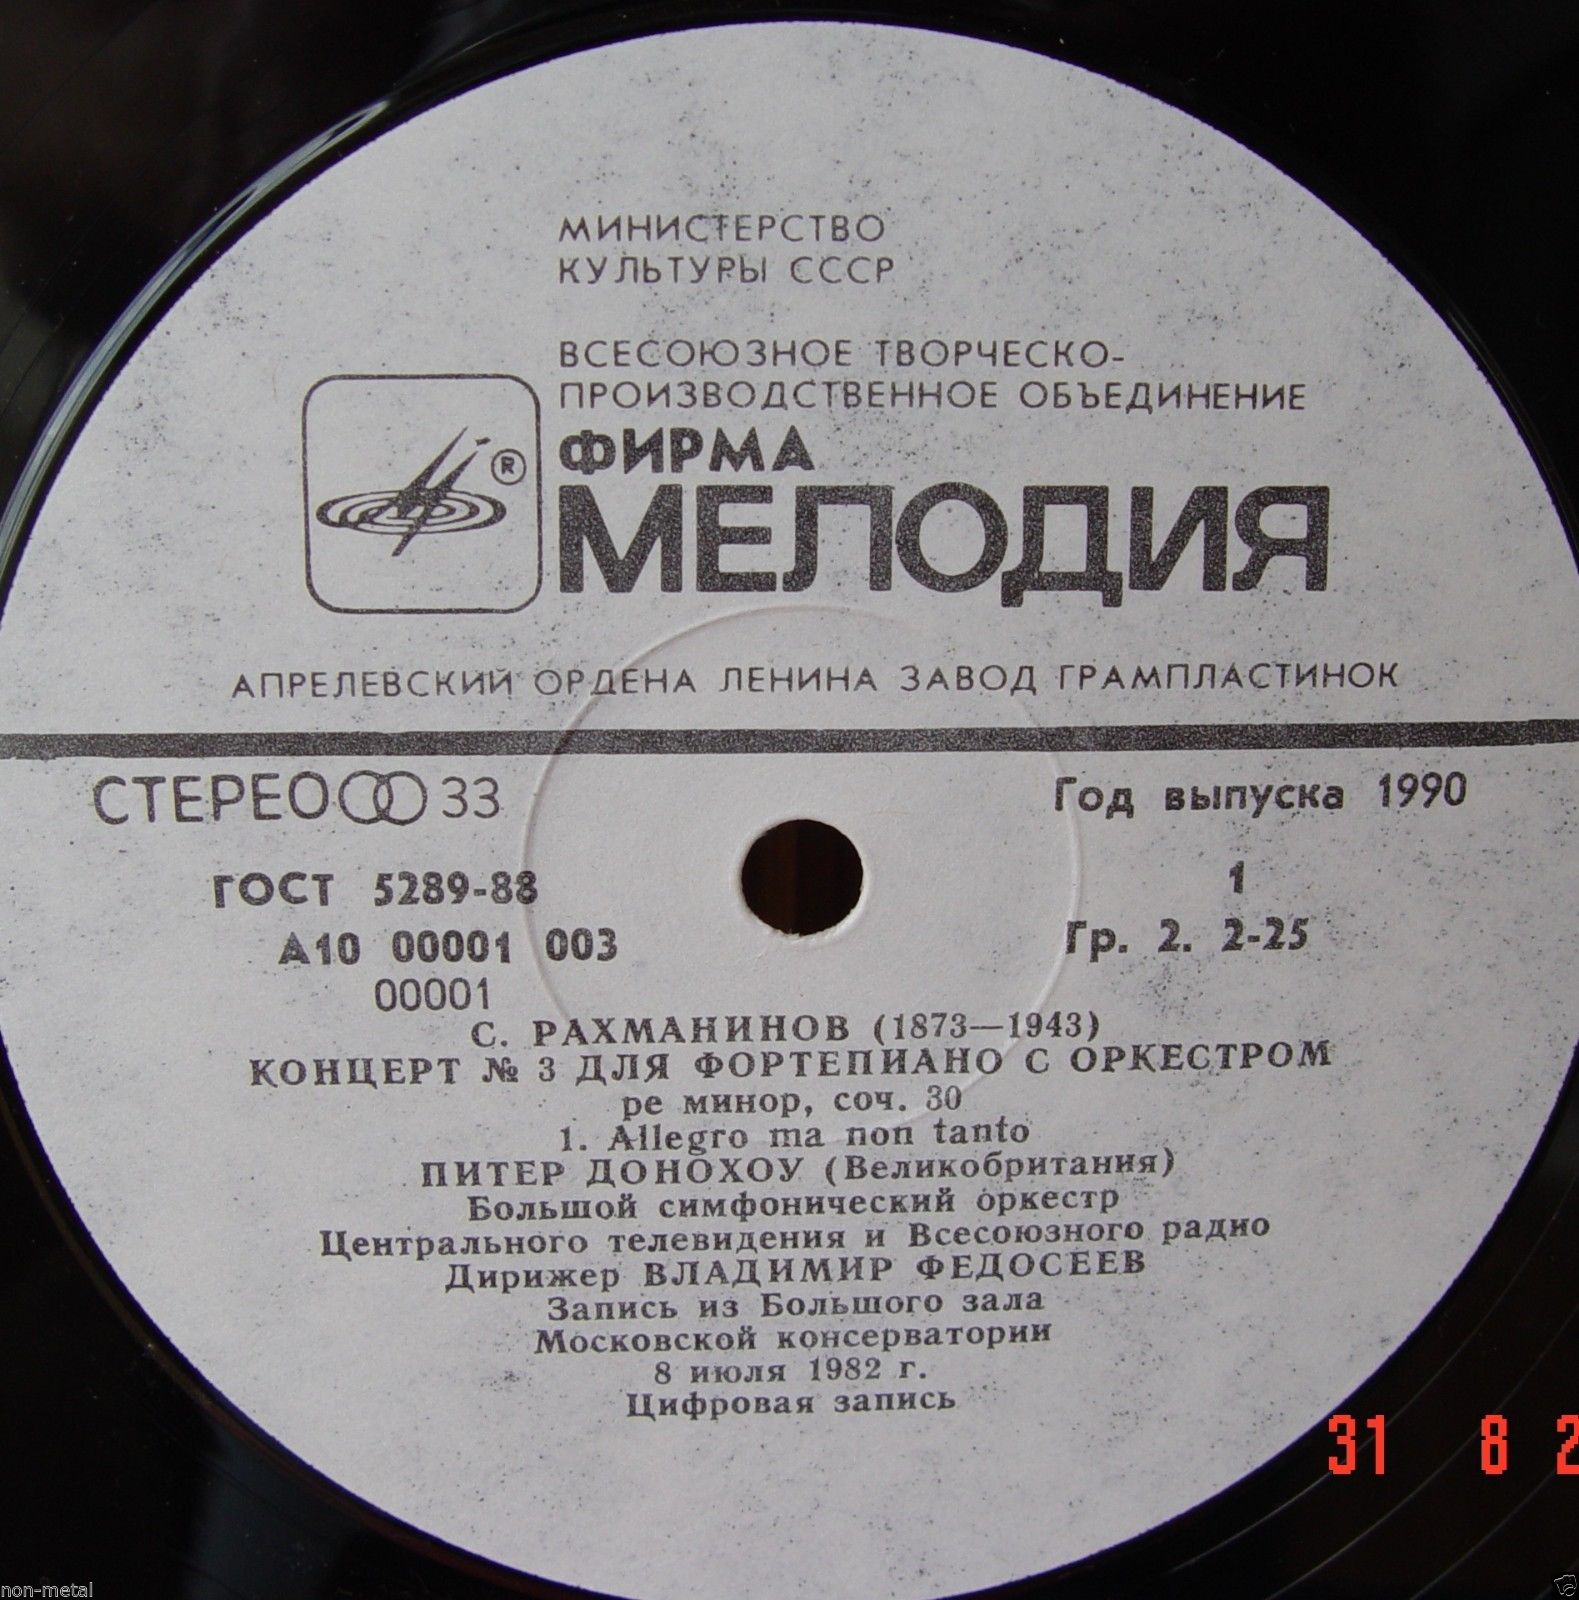 МИНИСТЕРСТВО
КУЛЬТУРЫ СССР
ВСЕСОЮЗНОЕ ТВОРЧЕСКО-
ПРОИЗВОДСТВЕННОЕ ОБЪЕДИНЕНИЕ
ФИРМА
®
МЕЛОДИЯ
АПРЕЛЕВСКИЙ ОРДЕНА ЛЕНИНА ЗАВОД ГРАМПЛАСТИНОК
СТЕРЕО 33
Год выпуска 1990
ГОСТ 5289-88
1
А10 00001 003
Гр. 2. 2-25
00001
С. РАХМАНИНОВ (1873—1943)
КОНЦЕРТ № 3 ДЛЯ ФОРТЕПИАНО С ОРКЕСТРОМ
ре минор, соч. 30
1. Allegro ma non tanto
ПИТЕР ДОНОХОУ (Великобритания)
Большой симфонический оркестр
Центрального телевидения и Всесоюзного радио
Дирижер ВЛАДИМИР ФЕДОСЕЕВ
Запись из Большого зала
Московской консерватории
8 июля 1982 г.
Цифровая запись
31 8 2
non-metal